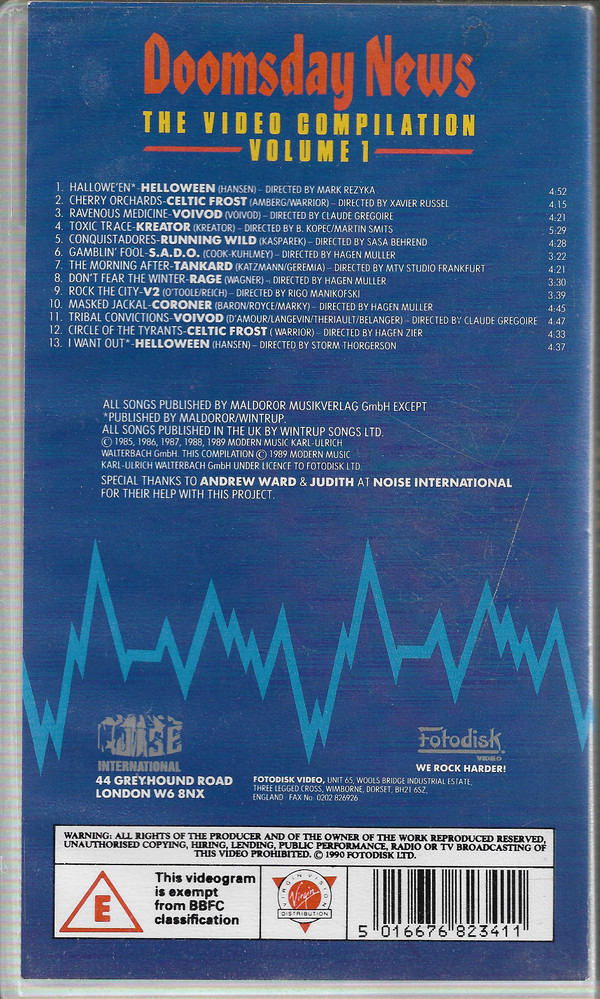 Doomsday News
THE VIDEO COMPILATION
VOLUME 1
1. HALLOWE'EN*-HELLOWEEN (HANSEN) – DIRECTED BY MARK REZYKA 4:52
2. CHERRY ORCHARDS-CELTIC FROST (AMBERG/WARRIOR) – DIRECTED BY XAVIER RUSSEL 4:15
3. RAVENOUS MEDICINE-VOIVOD (VOIVOD) – DIRECTED BY CLAUDE GREGOIRE 4:21
4. TOXIC TRACE-KREATOR (KREATOR) – DIRECTED BY B. KOPEC/MARTIN SMITS 5:29
5. CONQUISTADORES-RUNNING WILD (KASPAREK) – DIRECTED BY SASA BEHREND 4:28
6. GAMBLIN' FOOL-S.A.D.O. (COOK-KUHLMEY) – DIRECTED BY HAGEN MULLER 3:22
7. THE MORNING AFTER-TANKARD (KATZMANN/GEREMIA) – DIRECTED BY MTV STUDIO FRANKFURT 4:21
8. DON'T FEAR THE WINTER-RAGE (WAGNER) – DIRECTED BY HAGEN MULLER 3:30
9. ROCK THE CITY-V2 (O'TOOLE/REICH) – DIRECTED BY RIGO MANIKOFSKI 3:39
10. MASKED JACKAL-CORONER (BARON/ROYCE/MARKY) – DIRECTED BY HAGEN MULLER 4:45
11. TRIBAL CONVICTIONS-VOIVOD (D'AMOUR/LANGEVIN/THERIAULT/BELANGER) – DIRECTED BY CLAUDE GREGOIRE 4:47
12. CIRCLE OF THE TYRANTS-CELTIC FROST ( WARRIOR) – DIRECTED BY HAGEN ZIER 4:33
13. I WANT OUT*-HELLOWEEN (HANSEN) – DIRECTED BY STORM THORGERSON 4:37
ALL SONGS PUBLISHED BY MALDOROR MUSIKVERLAG GmbH EXCEPT
*PUBLISHED BY MALDOROR/WINTRUP.
ALL SONGS PUBLISHED IN THE UK BY WINTRUP SONGS LTD.
© 1985, 1986, 1987, 1988, 1989 MODERN MUSIC KARL-ULRICH
WALTERBACH GmbH. THIS COMPILATION © 1989 MODERN MUSIC
KARL-ULRICH WALTERBACH GmbH UNDER LICENCE TO FOTODISK LTD.
SPECIAL THANKS TO ANDREW WARD & JUDITH AT NOISE INTERNATIONAL
FOR THEIR HELP WITH THIS PROJECT.
NOISE
INTERNATIONAL
44 GREYHOUND ROAD
LONDON W6 8NX
Fotodisk
VIDEO
WE ROCK HARDER!
FOTODISK VIDEO, UNIT 65, WOOLS BRIDGE INDUSTRIAL ESTATE,
THREE LEGGED CROSS, WIMBORNE, DORSET, BH21 6SZ,
ENGLAND FAX No: 0202 826926
WARNING: ALL RIGHTS OF THE PRODUCER AND OF THE OWNER OF THE WORK REPRODUCED RESERVED,
UNAUTHORISED COPYING, HIRING, LENDING, PUBLIC PERFORMANCE, RADIO OR TV BROADCASTING OF
THIS VIDEO PROHIBITED. © 1990 FOTODISK LTD.
E
This videogram
is exempt
from BBFC
classification
VIRGIN VISION
Virgin
DISTRIBUTION
5 016676 823411